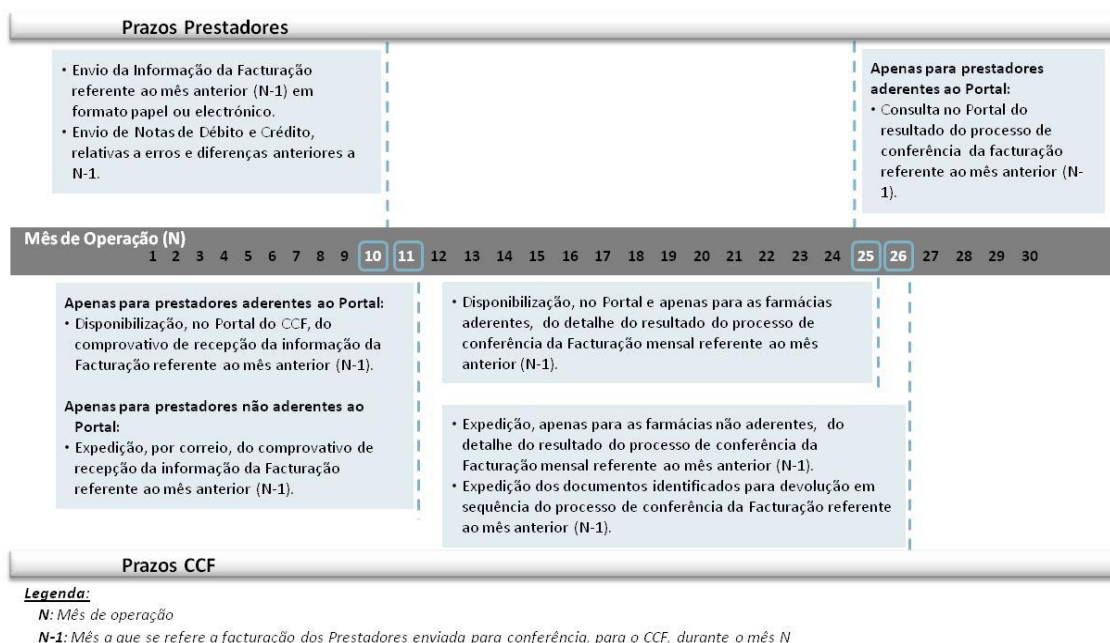 Prazos Prestadores
• Envio da Informação da Facturação
referente ao mês anterior (N-1) em
formato papel ou electrónico.
• Envio de Notas de Débito e Crédito,
relativas a erros e diferenças anteriores a
N-1.
Apenas para prestadores
aderentes ao Portal:
• Consulta no Portal do
resultado do processo de
conferência da facturação
referente ao mês anterior (N-
1).
Mês de Operação (N)
1 2 3 4 5 6 7 8 9 10 11 12 13 14 15 16 17 18 19 20 21 22 23 24 25 26 27 28 29 30
Apenas para prestadores aderentes ao Portal:
• Disponibilização, no Portal do CCF, do
comprovativo de recepção da informação da
Facturação referente ao mês anterior (N-1).
Apenas para prestadores não aderentes ao
Portal:
• Expedição, por correio, do comprovativo de
recepção da informação da Facturação
referente ao mês anterior (N-1).
• Disponibilização, no Portal e apenas para as farmácias
aderentes, do detalhe do resultado do processo de
conferência da Facturação mensal referente ao mês
anterior (N-1).
• Expedição, apenas para as farmácias não aderentes, do
detalhe do resultado do processo de conferência da
Facturação mensal referente ao mês anterior (N-1).
• Expedição dos documentos identificados para devolução em
sequência do processo de conferência da Facturação referente
ao mês anterior (N-1).
Prazos CCF
Legenda:
N: Mês de operação
N-1: Mês a que se refere a facturação dos Prestadores enviada para conferência, para o CCF, durante o mês N